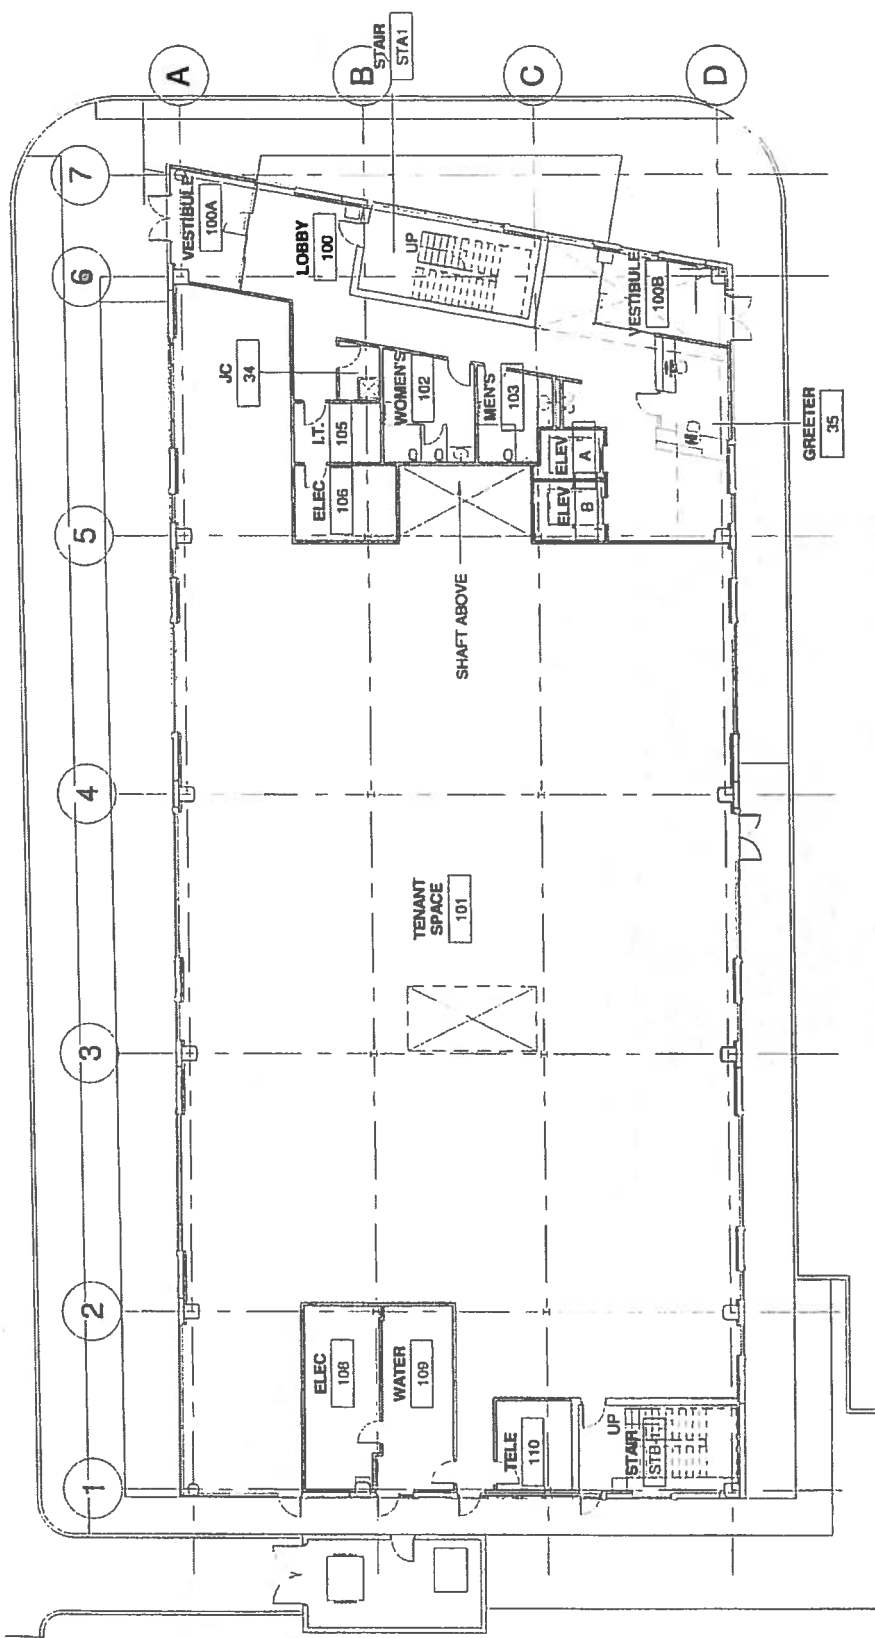 A
B
C
D
7
6
5
4
3
2
1
STAIR
STA1
VESTIBULE
100A
LOBBY
100
UP
VESTIBULE
100B
JC
34
WOMEN'S
102
MEN'S
103
I.T.
105
ELEC
106
ELEV
A
ELEV
B
GREETER
35
SHAFT ABOVE
TENANT
SPACE
101
ELEC
108
WATER
109
TELE
110
UP
STAIR
STB-1